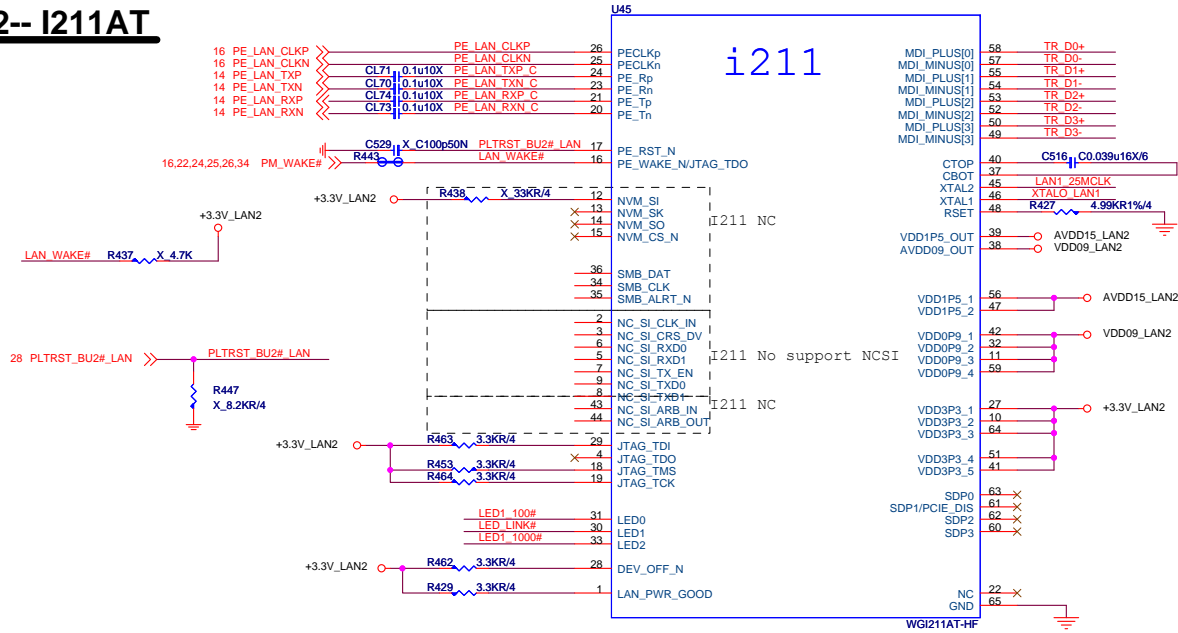 2-- I211AT
U45
i211
16 PE_LAN_CLKP PE_LAN_CLKP 26 PECLKp
16 PE_LAN_CLKN PE_LAN_CLKN 25 PECLKn
14 PE_LAN_TXP CL71 0.1u10X PE_LAN_TXP_C 24 PE_Rp
14 PE_LAN_TXN CL70 0.1u10X PE_LAN_TXN_C 23 PE_Rn
14 PE_LAN_RXP CL74 0.1u10X PE_LAN_RXP_C 21 PE_Tp
14 PE_LAN_RXN CL73 0.1u10X PE_LAN_RXN_C 20 PE_Tn
C529 X_C100p50N PLTRST_BU2#_LAN 17 PE_RST_N
16,22,24,25,26,34 PM_WAKE# R443 LAN_WAKE# 16 PE_WAKE_N/JTAG_TDO
+3.3V_LAN2 R438 X_33KR/4 12 NVM_SI
13 NVM_SK
14 NVM_SO
15 NVM_CS_N
I211 NC
+3.3V_LAN2
LAN_WAKE# R437 X_4.7K
36 SMB_DAT
34 SMB_CLK
35 SMB_ALRT_N
2 NC_SI_CLK_IN
3 NC_SI_CRS_DV
6 NC_SI_RXD0
5 NC_SI_RXD1
7 NC_SI_TX_EN
9 NC_SI_TXD0
8 NC_SI_TXD1
43 NC_SI_ARB_IN
44 NC_SI_ARB_OUT
I211 No support NCSI
I211 NC
28 PLTRST_BU2#_LAN PLTRST_BU2#_LAN
R447
X_8.2KR/4
+3.3V_LAN2 R463 3.3KR/4 29 JTAG_TDI
4 JTAG_TDO
R453 3.3KR/4 18 JTAG_TMS
R464 3.3KR/4 19 JTAG_TCK
LED1_100# 31 LED0
LED_LINK# 30 LED1
LED1_1000# 33 LED2
+3.3V_LAN2 R462 3.3KR/4 28 DEV_OFF_N
R429 3.3KR/4 1 LAN_PWR_GOOD
MDI_PLUS[0] 58 TR_D0+
MDI_MINUS[0] 57 TR_D0-
MDI_PLUS[1] 55 TR_D1+
MDI_MINUS[1] 54 TR_D1-
MDI_PLUS[2] 53 TR_D2+
MDI_MINUS[2] 52 TR_D2-
MDI_PLUS[3] 50 TR_D3+
MDI_MINUS[3] 49 TR_D3-
CTOP 40 C516 C0.039u16X/6
CBOT 37
XTAL2 45 LAN1_25MCLK
XTAL1 46 XTALO_LAN1
RSET 48 R427 4.99KR1%/4
VDD1P5_OUT 39 AVDD15_LAN2
AVDD09_OUT 38 VDD09_LAN2
VDD1P5_1 56 AVDD15_LAN2
VDD1P5_2 47
VDD0P9_1 42 VDD09_LAN2
VDD0P9_2 32
VDD0P9_3 11
VDD0P9_4 59
VDD3P3_1 27 +3.3V_LAN2
VDD3P3_2 10
VDD3P3_3 64
VDD3P3_4 51
VDD3P3_5 41
SDP0 63
SDP1/PCIE_DIS 61
SDP2 62
SDP3 60
NC 22
GND 65
WGI211AT-HF